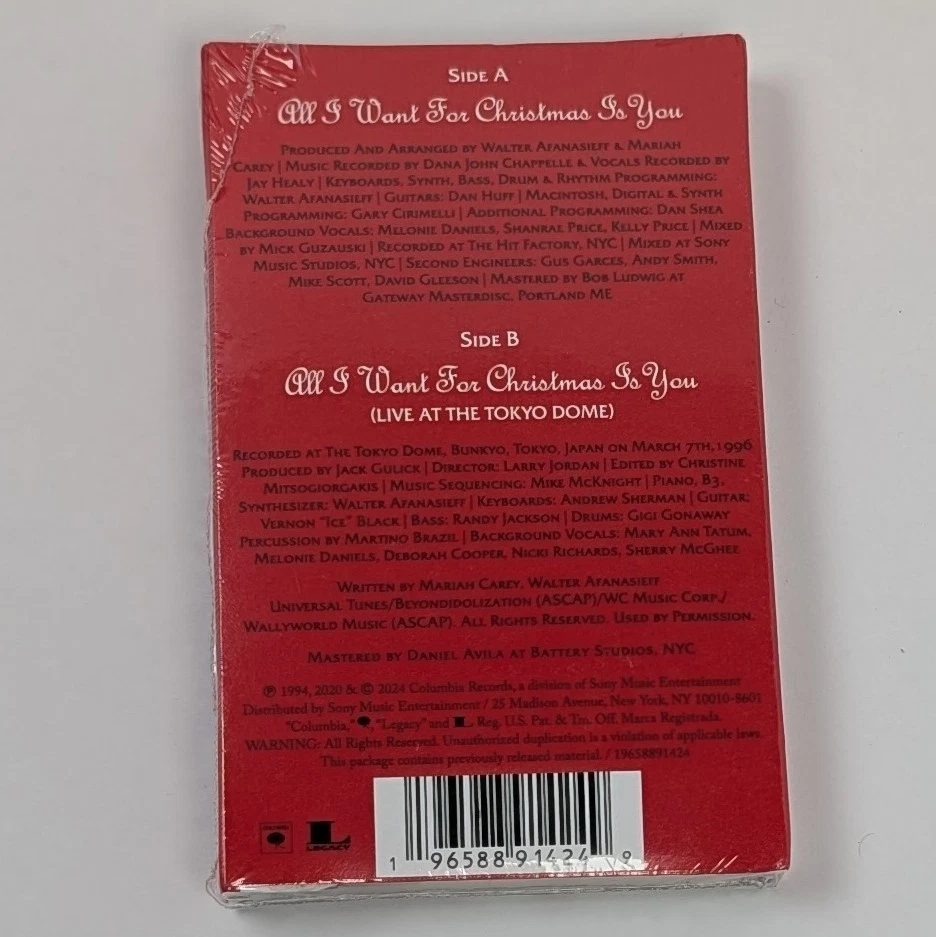 SIDE A
All I Want For Christmas Is You
PRODUCED AND ARRANGED BY WALTER AFANASIEFF & MARIAH
CAREY | MUSIC RECORDED BY DANA JOHN CHAPPELLE & VOCALS RECORDED BY
JAY HEALY | KEYBOARDS, SYNTH, BASS, DRUM & RHYTHM PROGRAMMING:
WALTER AFANASIEFF | GUITARS: DAN HUFF | MACINTOSH, DIGITAL & SYNTH
PROGRAMMING: GARY CIRIMELLI | ADDITIONAL PROGRAMMING: DAN SHEA
BACKGROUND VOCALS: MELONIE DANIELS, SHANRAE PRICE, KELLY PRICE | MIXED
BY MICK GUZAUSKI | RECORDED AT THE HIT FACTORY, NYC | MIXED AT SONY
MUSIC STUDIOS, NYC | SECOND ENGINEERS: GUS GARCES, ANDY SMITH,
MIKE SCOTT, DAVID GLEESON | MASTERED BY BOB LUDWIG AT
GATEWAY MASTERDISC, PORTLAND ME
SIDE B
All I Want For Christmas Is You
(LIVE AT THE TOKYO DOME)
RECORDED AT THE TOKYO DOME, BUNKYO, TOKYO, JAPAN ON MARCH 7TH, 1996
PRODUCED BY JACK GULICK | DIRECTOR: LARRY JORDAN | EDITED BY CHRISTINE
MITSOGIORGAKIS | MUSIC SEQUENCING: MIKE MCKNIGHT | PIANO, B3,
SYNTHESIZER: WALTER AFANASIEFF | KEYBOARDS: ANDREW SHERMAN | GUITAR:
VERNON "ICE" BLACK | BASS: RANDY JACKSON | DRUMS: GIGI GONAWAY
PERCUSSION BY MARTINO BRAZIL | BACKGROUND VOCALS: MARY ANN TATUM,
MELONIE DANIELS, DEBORAH COOPER, NICKI RICHARDS, SHERRY MCGHEE
WRITTEN BY MARIAH CAREY, WALTER AFANASIEFF
UNIVERSAL TUNES/BEYONDIDOLIZATION (ASCAP)/WC MUSIC CORP./
WALLYWORLD MUSIC (ASCAP). ALL RIGHTS RESERVED. USED BY PERMISSION.
MASTERED BY DANIEL AVILA AT BATTERY STUDIOS, NYC
℗ 1994, 2020 & © 2024 Columbia Records, a division of Sony Music Entertainment
Distributed by Sony Music Entertainment / 25 Madison Avenue, New York, NY 10010-8601
"Columbia," , "Legacy" and L Reg. U.S. Pat. & Tm. Off. Marca Registrada.
WARNING: All Rights Reserved. Unauthorized duplication is a violation of applicable laws.
This package contains previously released material. / 19658891424
COLUMBIA
L LEGACY
1 96588 91424 9